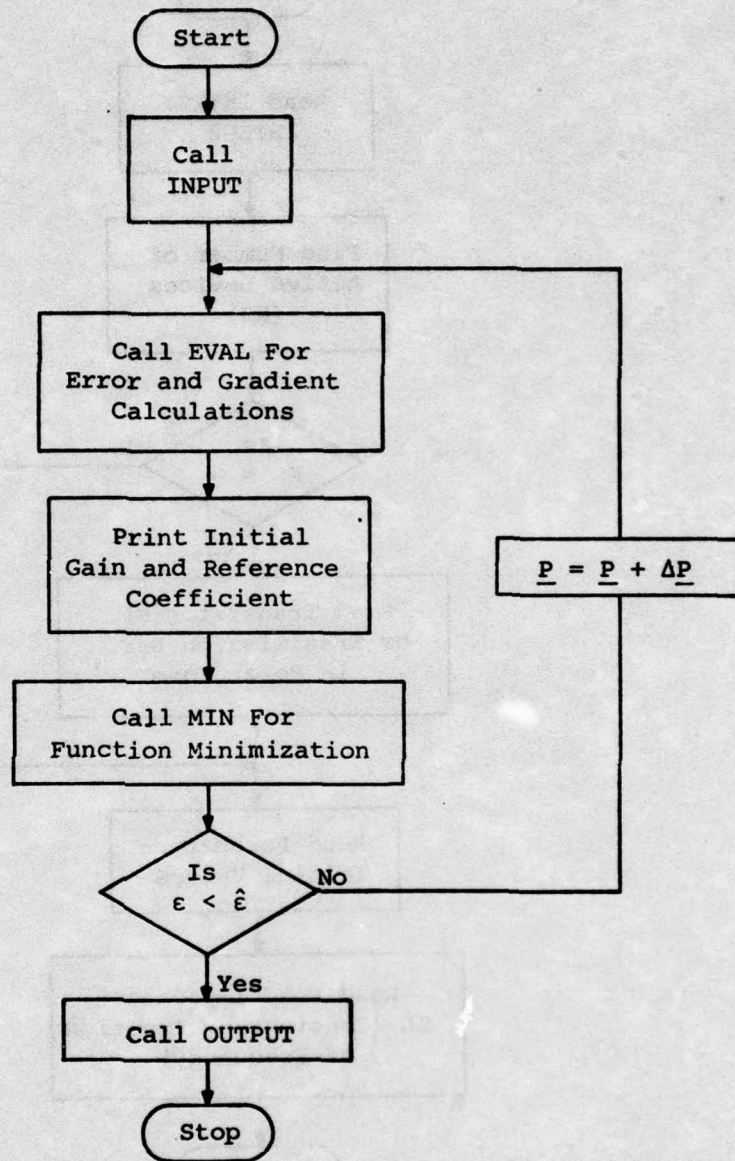 Start
Call
INPUT
Call EVAL For
Error and Gradient
Calculations
Print Initial
Gain and Reference
Coefficient
P = P + ΔP
Call MIN For
Function Minimization
Is
ε < ε̂
No
Yes
Call OUTPUT
Stop